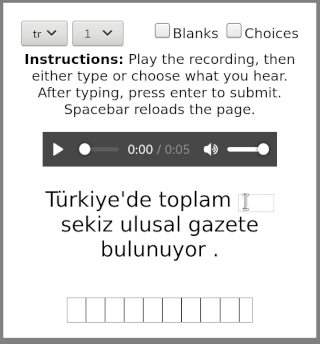 tr 1 Blanks Choices
Instructions: Play the recording, then
either type or choose what you hear.
After typing, press enter to submit.
Spacebar reloads the page.
0:00 / 0:05
Türkiye'de toplam
sekiz ulusal gazete
bulunuyor .